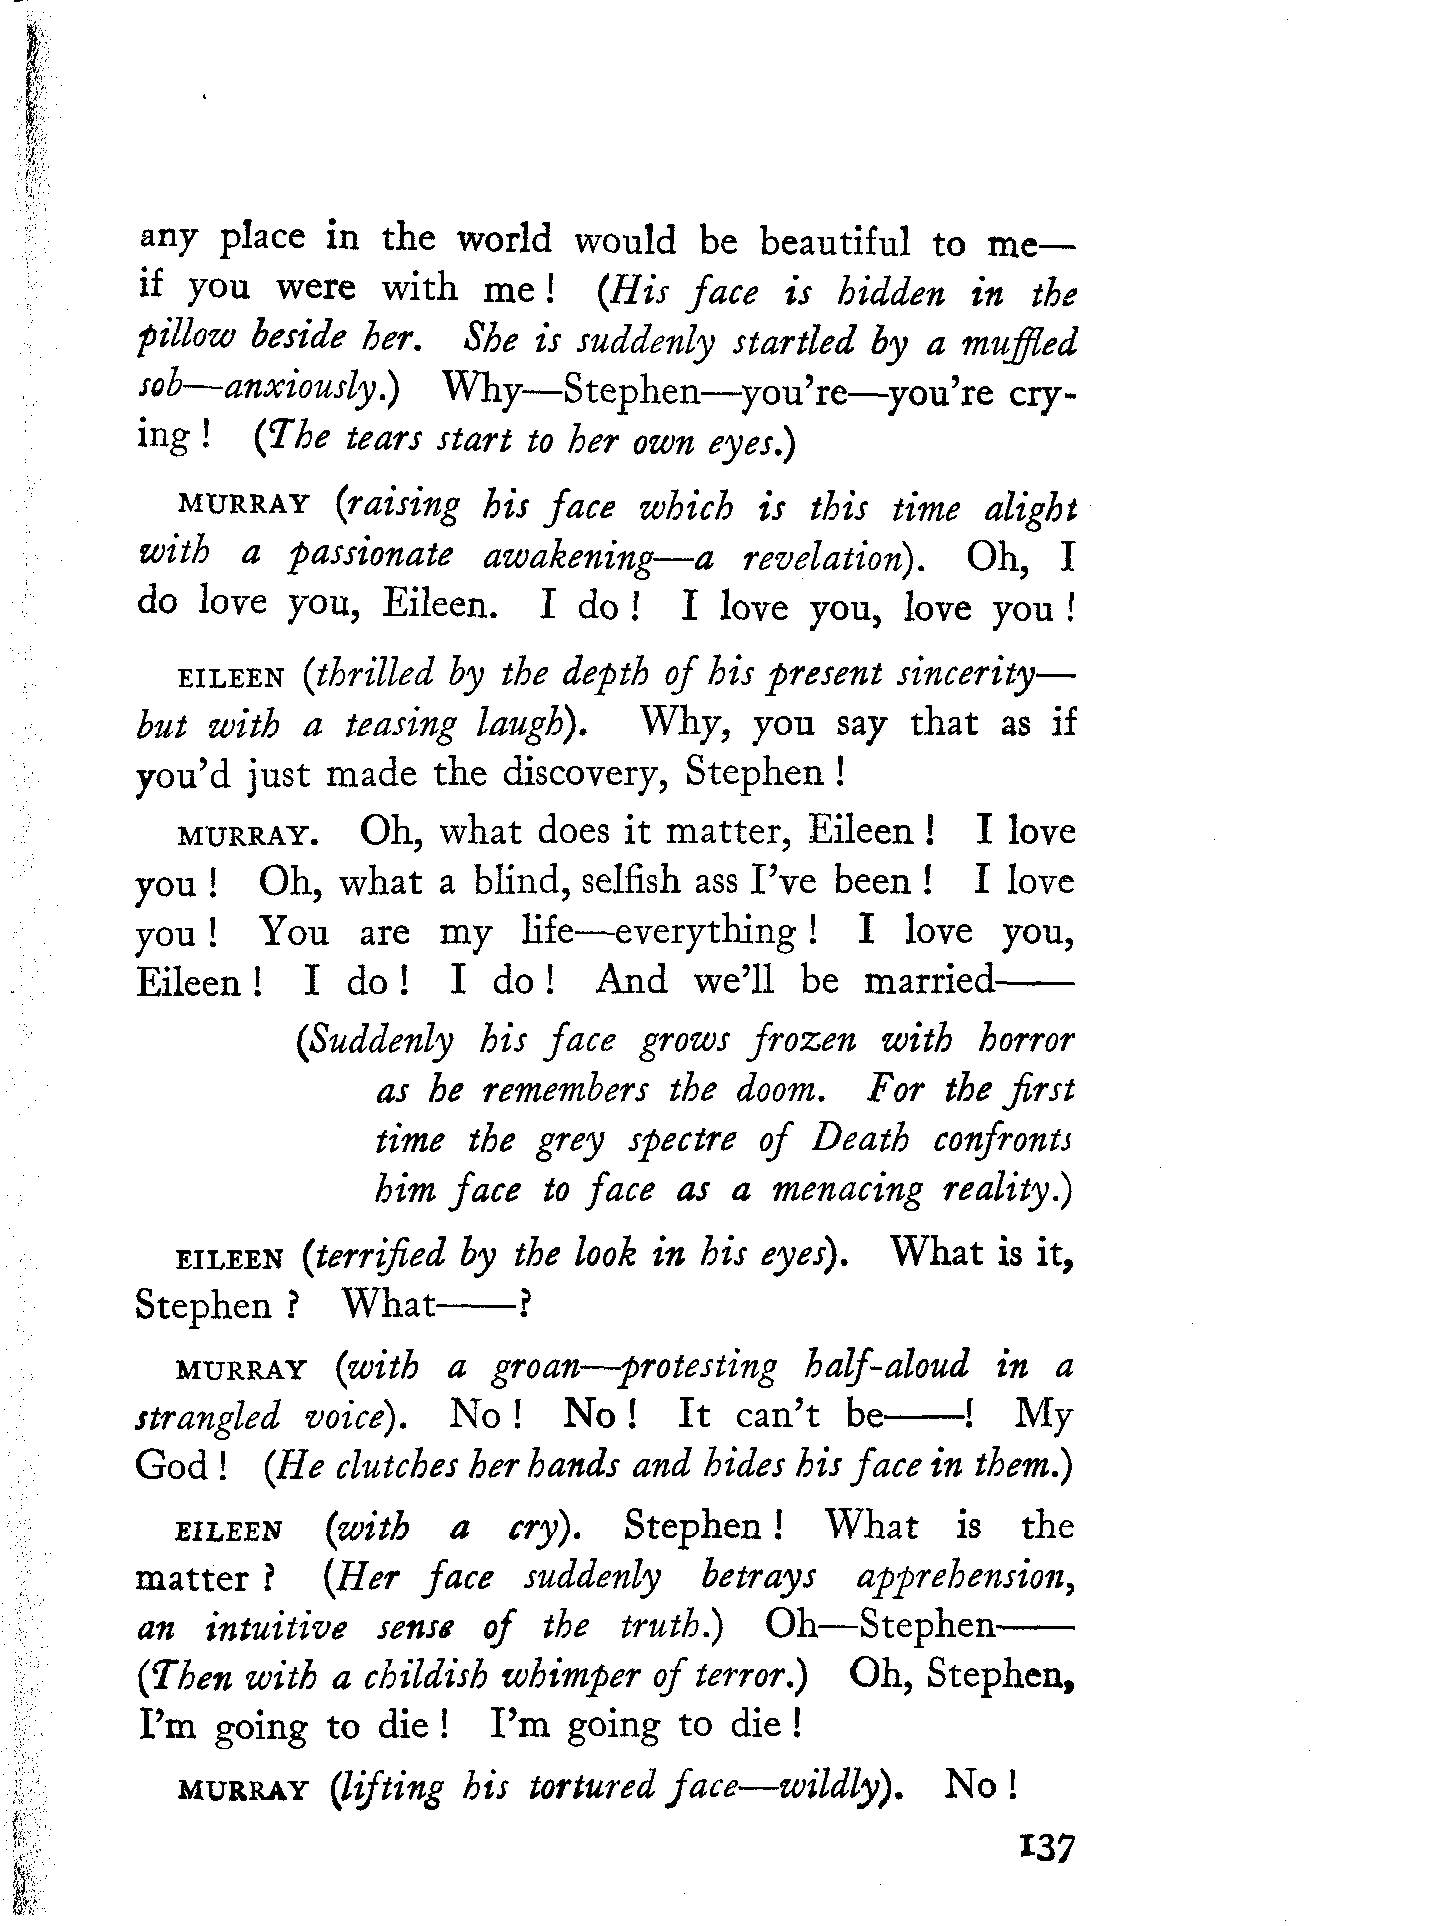 any place in the world would be beautiful to me—
if you were with me ! (His face is hidden in the
pillow beside her. She is suddenly startled by a muffled
sob—anxiously.) Why—Stephen—you're—you're cry-
ing ! (The tears start to her own eyes.)
MURRAY (raising his face which is this time alight
with a passionate awakening—a revelation). Oh, I
do love you, Eileen. I do ! I love you, love you !
EILEEN (thrilled by the depth of his present sincerity—
but with a teasing laugh). Why, you say that as if
you'd just made the discovery, Stephen !
MURRAY. Oh, what does it matter, Eileen ! I love
you ! Oh, what a blind, selfish ass I've been ! I love
you ! You are my life—everything ! I love you,
Eileen ! I do ! I do ! And we'll be married——
(Suddenly his face grows frozen with horror
as he remembers the doom. For the first
time the grey spectre of Death confronts
him face to face as a menacing reality.)
EILEEN (terrified by the look in his eyes). What is it,
Stephen ? What——?
MURRAY (with a groan—protesting half-aloud in a
strangled voice). No ! No ! It can't be——! My
God ! (He clutches her hands and hides his face in them.)
EILEEN (with a cry). Stephen ! What is the
matter ? (Her face suddenly betrays apprehension,
an intuitive sense of the truth.) Oh—Stephen——
(Then with a childish whimper of terror.) Oh, Stephen,
I'm going to die ! I'm going to die !
MURRAY (lifting his tortured face—wildly). No !
137